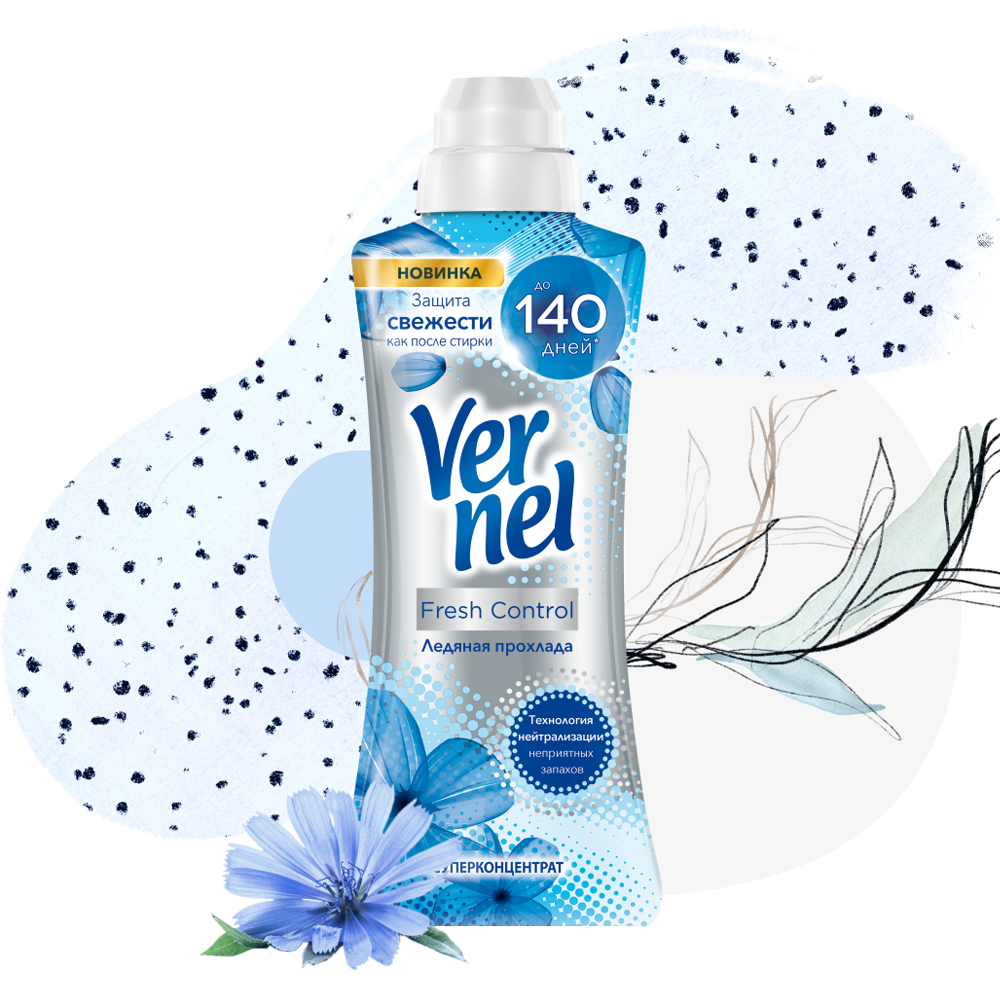 НОВИНКА
Защита
свежести
как после стирки
до
140
дней*
Ver
nel
Fresh Control
Ледяная прохлада
Технология
нейтрализации
неприятных
запахов